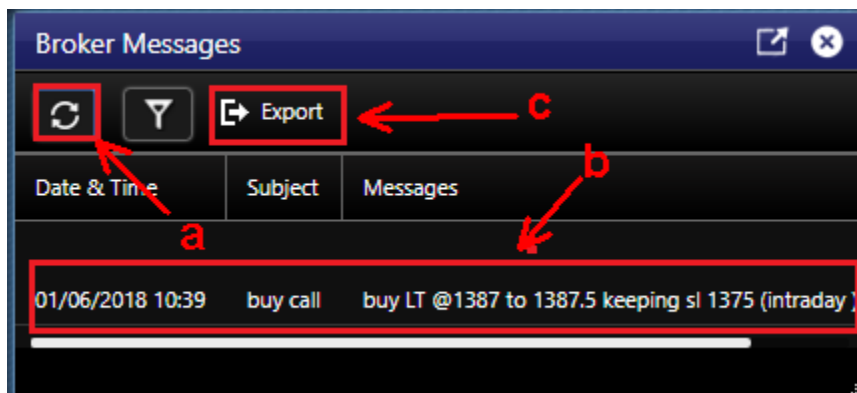 Broker Messages
Export
c
Date & Time Subject Messages
b
a
01/06/2018 10:39 buy call buy LT @1387 to 1387.5 keeping sl 1375 (intraday )